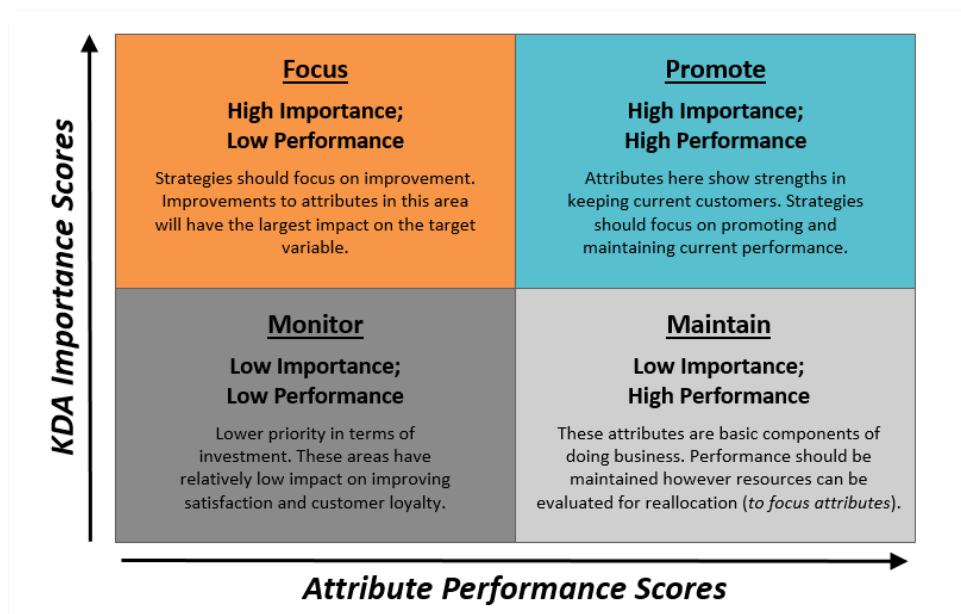 KDA Importance Scores
Focus
High Importance;
Low Performance
Strategies should focus on improvement.
Improvements to attributes in this area
will have the largest impact on the target
variable.
Promote
High Importance;
High Performance
Attributes here show strengths in
keeping current customers. Strategies
should focus on promoting and
maintaining current performance.
Monitor
Low Importance;
Low Performance
Lower priority in terms of
investment. These areas have
relatively low impact on improving
satisfaction and customer loyalty.
Maintain
Low Importance;
High Performance
These attributes are basic components of
doing business. Performance should be
maintained however resources can be
evaluated for reallocation (to focus attributes).
Attribute Performance Scores